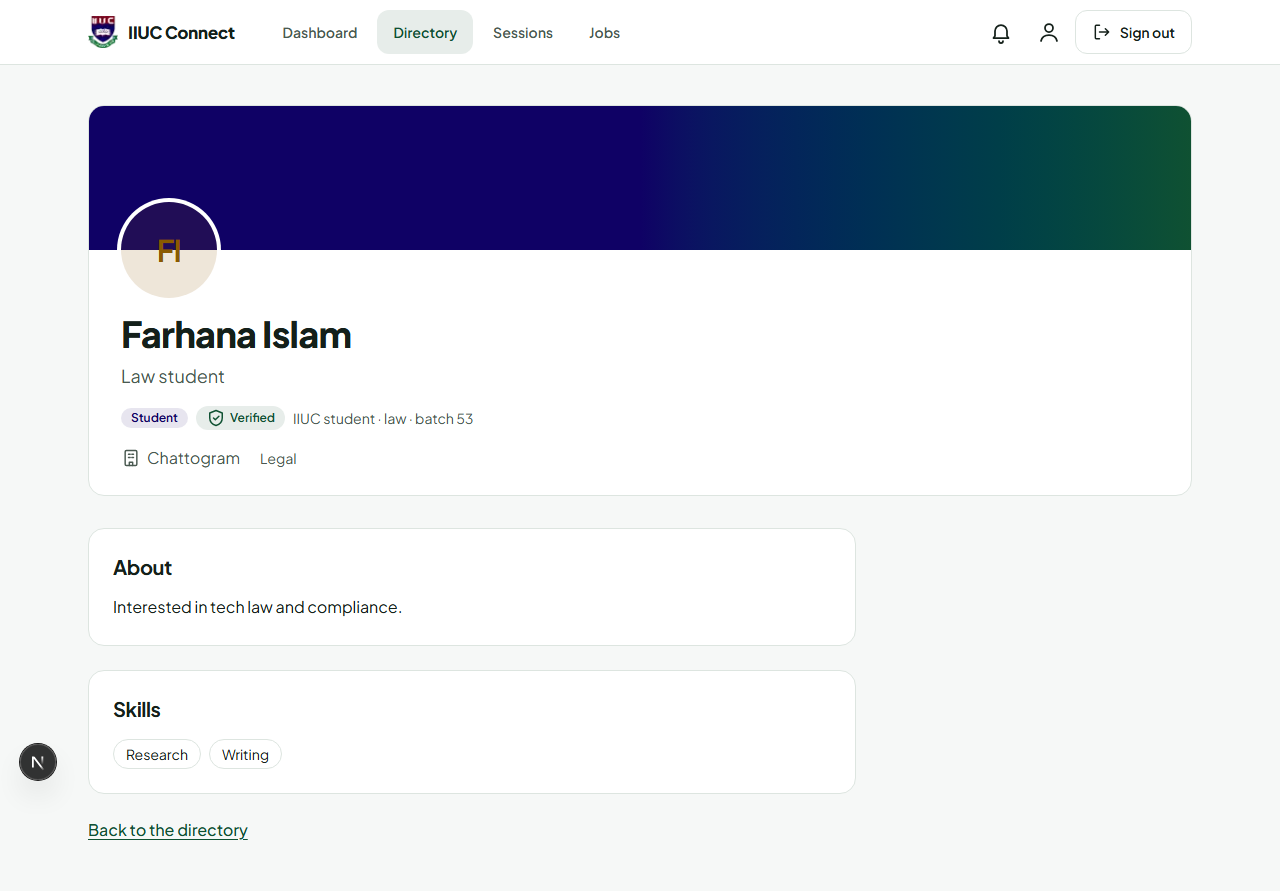 IIUC
IIUC Connect
Dashboard
Directory
Sessions
Jobs
Sign out
FI
Farhana Islam
Law student
Student
Verified
IIUC student · law · batch 53
Chattogram
Legal
About
Interested in tech law and compliance.
Skills
Research
Writing
N
Back to the directory